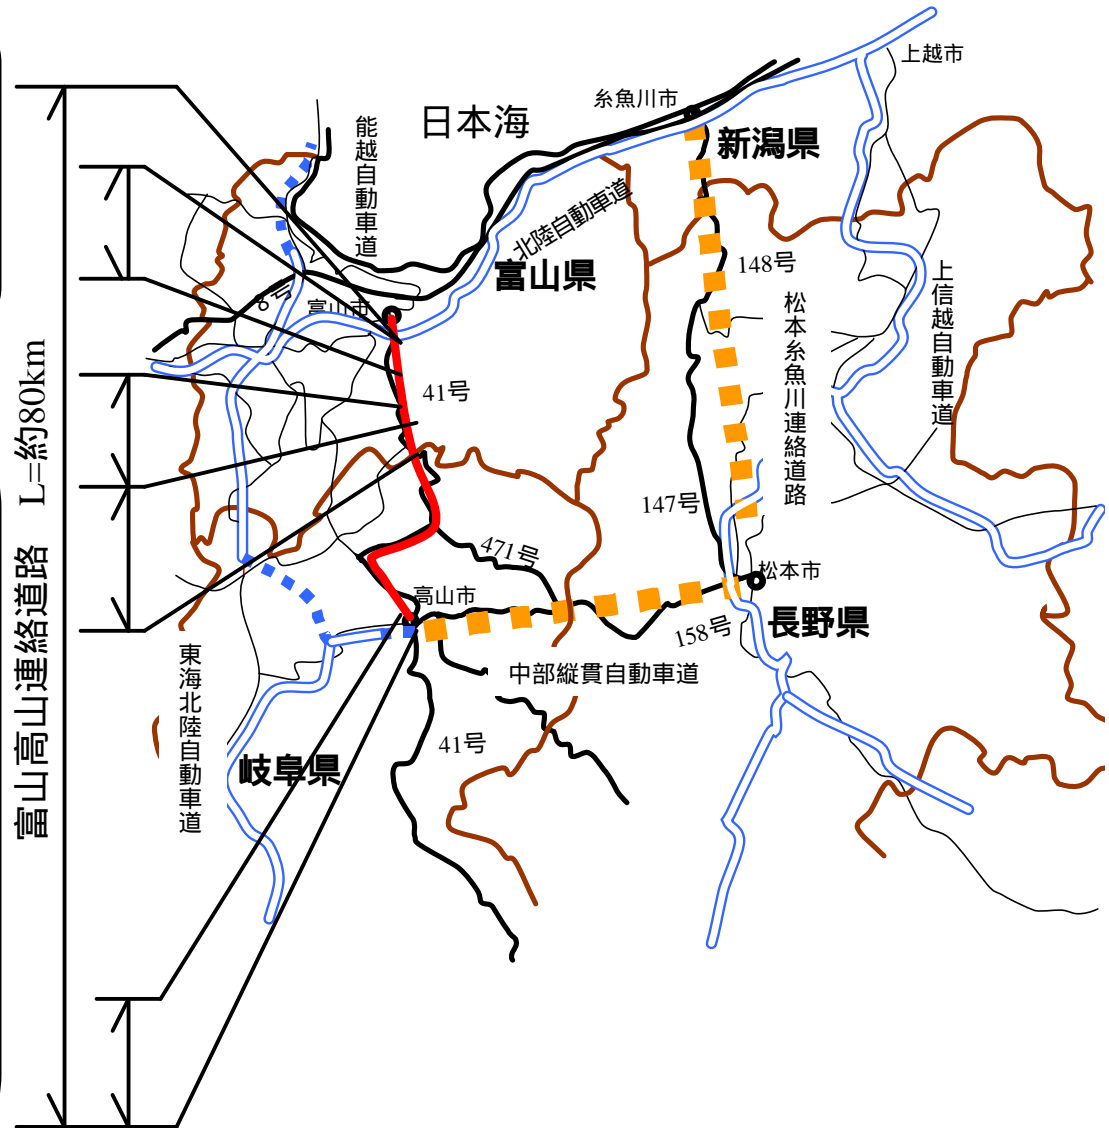 上越市
糸魚川市
日本海
新潟県
能越自動車道
北陸自動車道
富山県
148号
8号
富山市
松本糸魚川連絡道路
上信越自動車道
富山高山連絡道路 L=約80km
41号
147号
471号
松本市
高山市
158号
長野県
中部縦貫自動車道
東海北陸自動車道
41号
岐阜県